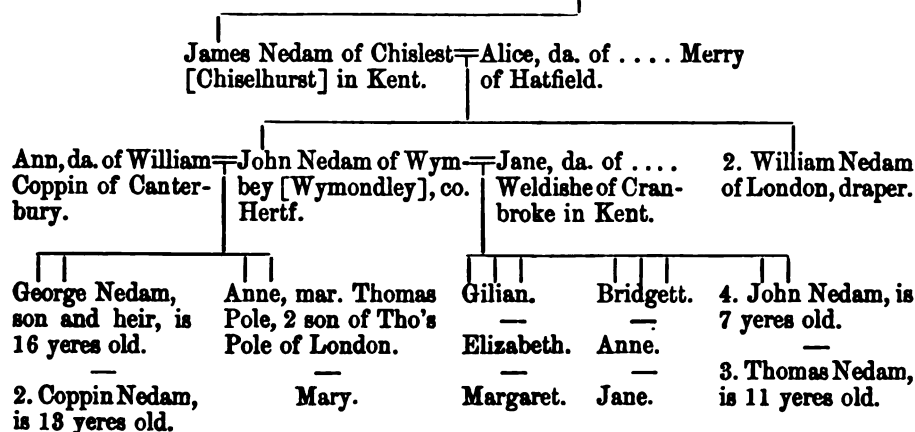 James Nedam of Chislest═Alice, da. of .... Merry
[Chiselhurst] in Kent. of Hatfield.
Ann, da. of William═John Nedam of Wym-═Jane, da. of .... 2. William Nedam
Coppin of Canter- bey [Wymondley], co. Weldishe of Cran- of London, draper.
bury. Hertf. broke in Kent.
George Nedam, Anne, mar. Thomas Gilian. Bridgett. 4. John Nedam, is
son and heir, is Pole, 2 son of Tho's — — 7 yeres old.
16 yeres old. Pole of London. Elizabeth. Anne. —
— — — — 3. Thomas Nedam,
2. Coppin Nedam, Mary. Margaret. Jane. is 11 yeres old.
is 13 yeres old.